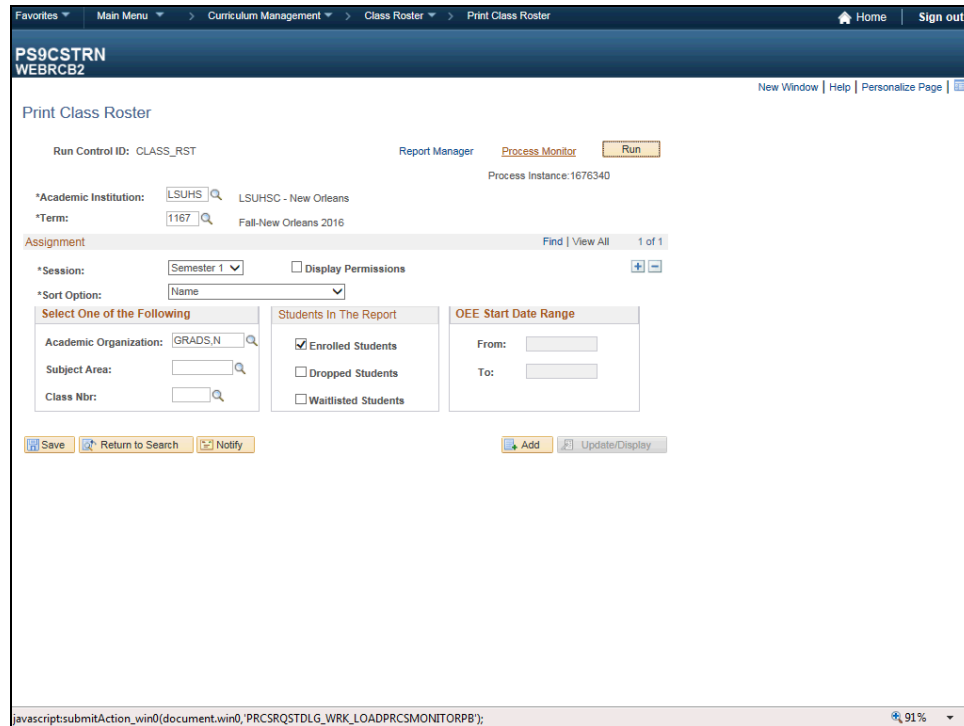 Favorites Main Menu > Curriculum Management > Class Roster > Print Class Roster Home Sign out
PS9CSTRN
WEBRCB2
New Window | Help | Personalize Page |
Print Class Roster
Run Control ID: CLASS_RST Report Manager Process Monitor Run
Process Instance:1676340
*Academic Institution: LSUHS LSUHSC - New Orleans
*Term: 1167 Fall-New Orleans 2016
Assignment Find | View All 1 of 1
*Session: Semester 1 Display Permissions
*Sort Option: Name
Select One of the Following Students In The Report OEE Start Date Range
Academic Organization: GRADS,N Enrolled Students From:
Subject Area: Dropped Students To:
Class Nbr: Waitlisted Students
Save Return to Search Notify Add Update/Display
javascript:submitAction_win0(document.win0,'PRCSRQSTDLG_WRK_LOADPRCSMONITORPB'); 91%